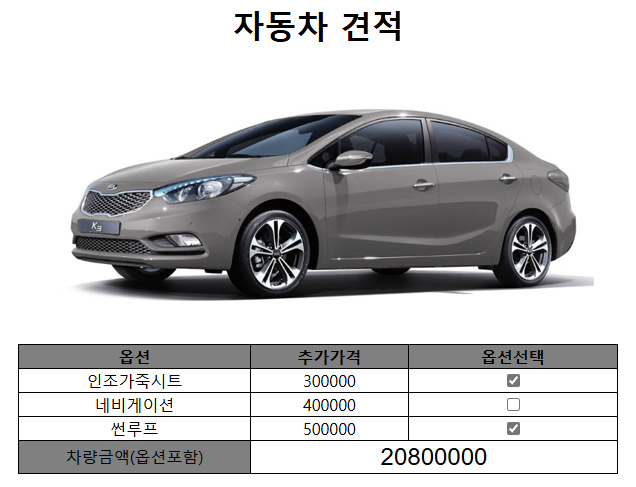 자동차 견적
KIA
K3
옵션 추가가격 옵션선택
인조가죽시트 300000
네비게이션 400000
썬루프 500000
차량금액(옵션포함) 20800000